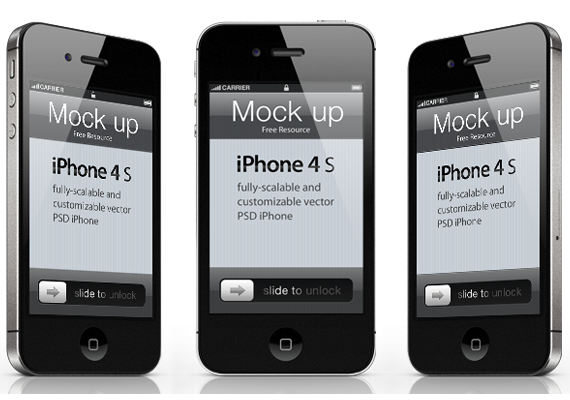 CARRIER
Mock up
Free Resource
iPhone 4 S
fully-scalable and
customizable vector
PSD iPhone
slide to unlock
CARRIER
Mock up
Free Resource
iPhone 4 S
fully-scalable and
customizable vector
PSD iPhone
slide to unlock
CARRIER
Mock up
Free Resource
iPhone 4 S
fully-scalable and
customizable vector
PSD iPhone
slide to unlock